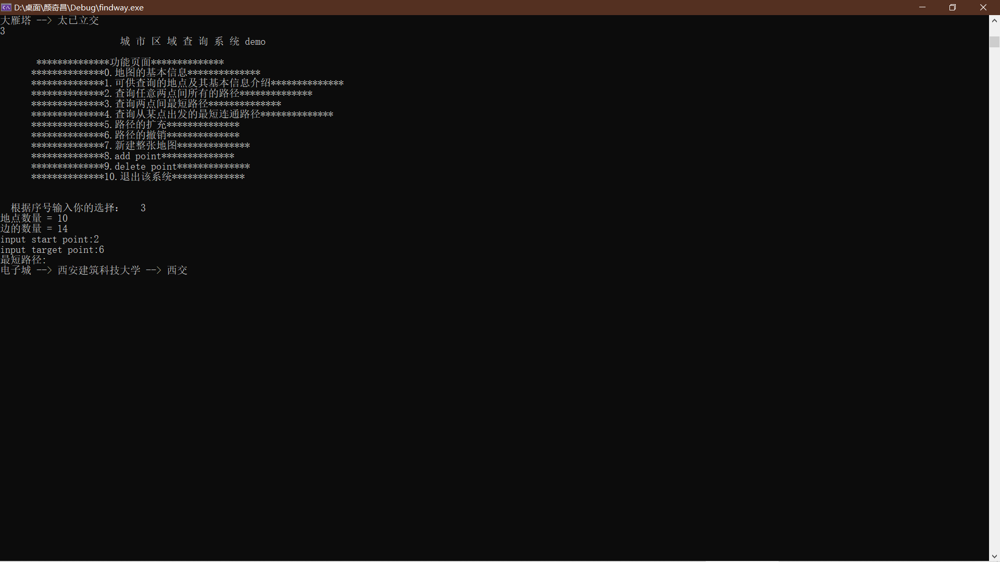 D:\桌面\颜奇昌\Debug\findway.exe
大雁塔 --> 太已立交
3
城 市 区 域 查 询 系 统 demo
**************功能页面**************
**************0.地图的基本信息**************
**************1.可供查询的地点及其基本信息介绍**************
**************2.查询任意两点间所有的路径**************
**************3.查询两点间最短路径**************
**************4.查询从某点出发的最短连通路径**************
**************5.路径的扩充**************
**************6.路径的撤销**************
**************7.新建整张地图**************
**************8.add point**************
**************9.delete point**************
**************10.退出该系统**************
根据序号输入你的选择:   3
地点数量 = 10
边的数量 = 14
input start point:2
input target point:6
最短路径:
电子城 --> 西安建筑科技大学 --> 西交